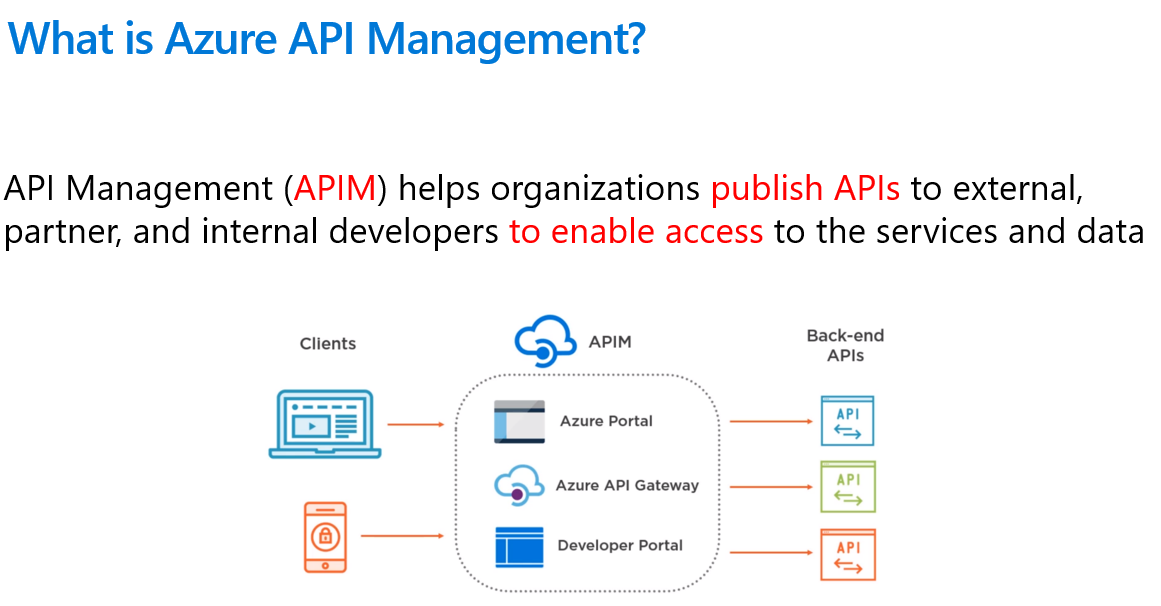 What is Azure API Management?
API Management (APIM) helps organizations publish APIs to external,
partner, and internal developers to enable access to the services and data
Clients
APIM
Back-end
APIs
Azure Portal
Azure API Gateway
Developer Portal
API
API
API